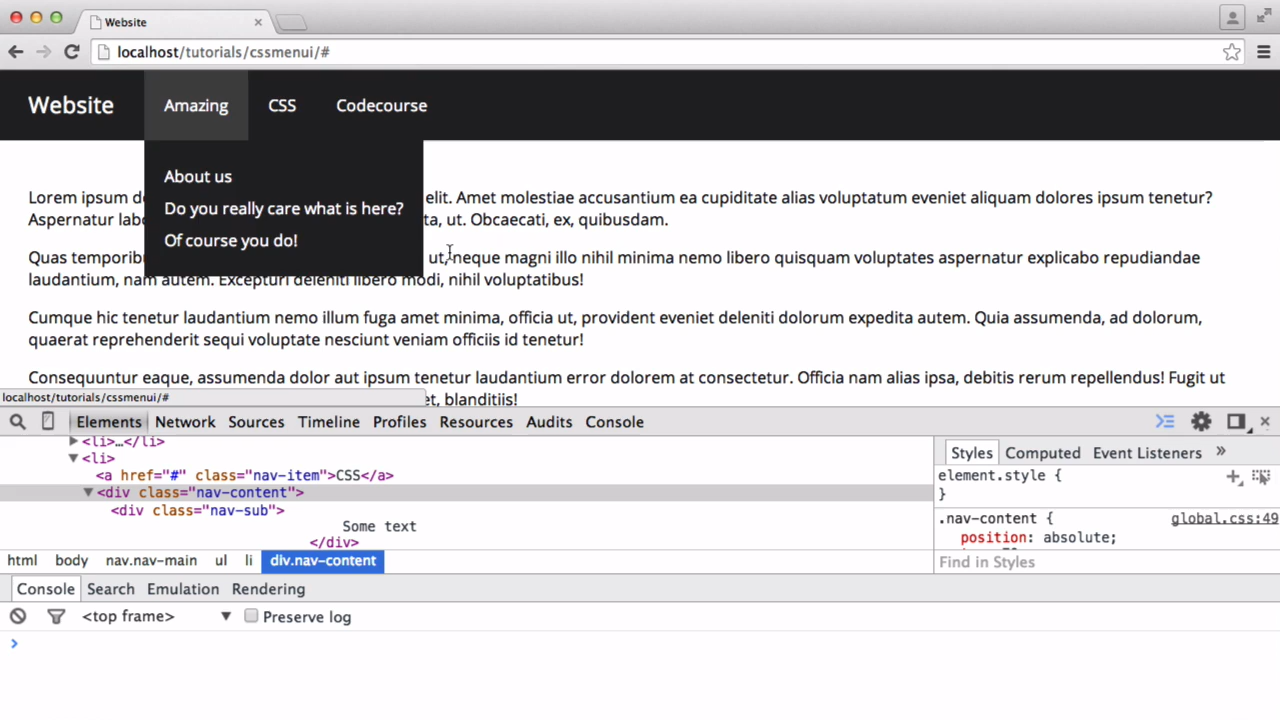 Website
localhost/tutorials/cssmenui/#
Website Amazing CSS Codecourse
About us
Do you really care what is here?
Of course you do!
Lorem ipsum d elit. Amet molestiae accusantium ea cupiditate alias voluptatum eveniet aliquam dolores ipsum tenetur?
Aspernatur lab ta, ut. Obcaecati, ex, quibusdam.
Quas temporib ut, neque magni illo nihil minima nemo libero quisquam voluptates aspernatur explicabo repudiandae
laudantium, nam autem. Excepturi deleniti libero modi, nihil voluptatibus!
Cumque hic tenetur laudantium nemo illum fuga amet minima, officia ut, provident eveniet deleniti dolorum expedita autem. Quia assumenda, ad dolorum,
quaerat reprehenderit sequi voluptate nesciunt veniam officiis id tenetur!
Consequuntur eaque, assumenda dolor aut ipsum tenetur laudantium error dolorem at consectetur. Officia nam alias ipsa, debitis rerum repellendus! Fugit ut
et, blanditiis!
localhost/tutorials/cssmenui/#
Elements Network Sources Timeline Profiles Resources Audits Console
<li>…</li>
<li>
<a href="#" class="nav-item">CSS</a>
<div class="nav-content">
<div class="nav-sub">
Some text
</div>
html body nav.nav-main ul li div.nav-content
Styles Computed Event Listeners »
element.style {
}
.nav-content { global.css:49
position: absolute;
Find in Styles
Console Search Emulation Rendering
<top frame> Preserve log